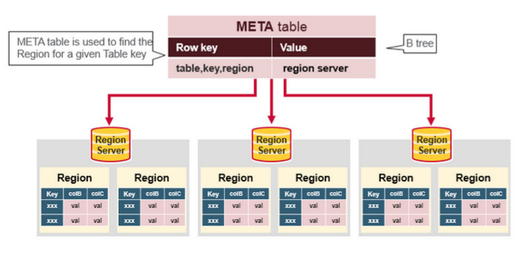 META table
META table is used to find the
Region for a given Table key
Row key Value
B tree
table,key,region region server
Region Server
Region Server
Region Server
Region Region
Key colB colC Key colB colC
xxx val val xxx val val
xxx val val xxx val val
Region Region
Key colB colC Key colB colC
xxx val val xxx val val
xxx val val xxx val val
Region Region
Key colB colC Key colB colC
xxx val val xxx val val
xxx val val xxx val val